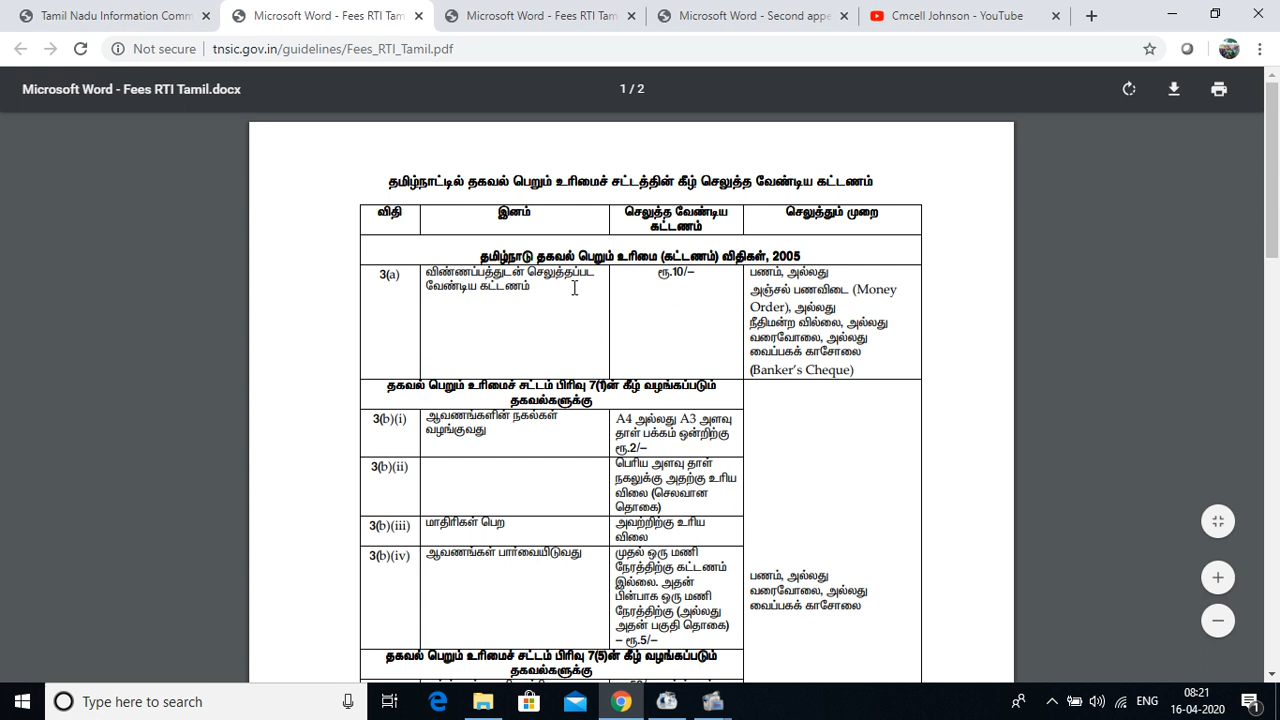 Tamil Nadu Information Comm
Microsoft Word - Fees RTI Tam
Microsoft Word - Fees RTI Tam
Microsoft Word - Second appe
Cmcell Johnson - YouTube
Not secure
tnsic.gov.in/guidelines/Fees_RTI_Tamil.pdf
Microsoft Word - Fees RTI Tamil.docx
1 / 2
தமிழ்நாட்டில் தகவல் பெறும் உரிமைச் சட்டத்தின் கீழ் செலுத்த வேண்டிய கட்டணம்
விதி
இனம்
செலுத்த வேண்டிய
கட்டணம்
செலுத்தும் முறை
தமிழ்நாடு தகவல் பெறும் உரிமை (கட்டணம்) விதிகள், 2005
3(a)
விண்ணப்பத்துடன் செலுத்தப்பட
வேண்டிய கட்டணம்
ரூ.10/–
பணம், அல்லது
அஞ்சல் பணவிடை (Money
Order), அல்லது
நீதிமன்ற வில்லை, அல்லது
வரைவோலை, அல்லது
வைப்பகக் காசோலை
(Banker's Cheque)
தகவல் பெறும் உரிமைச் சட்டம் பிரிவு 7(1)ன் கீழ் வழங்கப்படும்
தகவல்களுக்கு
3(b)(i)
ஆவணங்களின் நகல்கள்
வழங்குவது
A4 அல்லது A3 அளவு
தாள் பக்கம் ஒன்றிற்கு
ரூ.2/–
3(b)(ii)
பெரிய அளவு தாள்
நகலுக்கு அதற்கு உரிய
விலை (செலவான
தொகை)
3(b)(iii)
மாதிரிகள் பெற
அவற்றிற்கு உரிய
விலை
3(b)(iv)
ஆவணங்கள் பார்வையிடுவது
முதல் ஒரு மணி
நேரத்திற்கு கட்டணம்
இல்லை. அதன்
பின்பாக ஒரு மணி
நேரத்திற்கு (அல்லது
அதன் பகுதி தொகை)
– ரூ.5/–
பணம், அல்லது
வரைவோலை, அல்லது
வைப்பகக் காசோலை
தகவல் பெறும் உரிமைச் சட்டம் பிரிவு 7(5)ன் கீழ் வழங்கப்படும்
தகவல்களுக்கு
Type here to search
ENG
08:21
16-04-2020
1